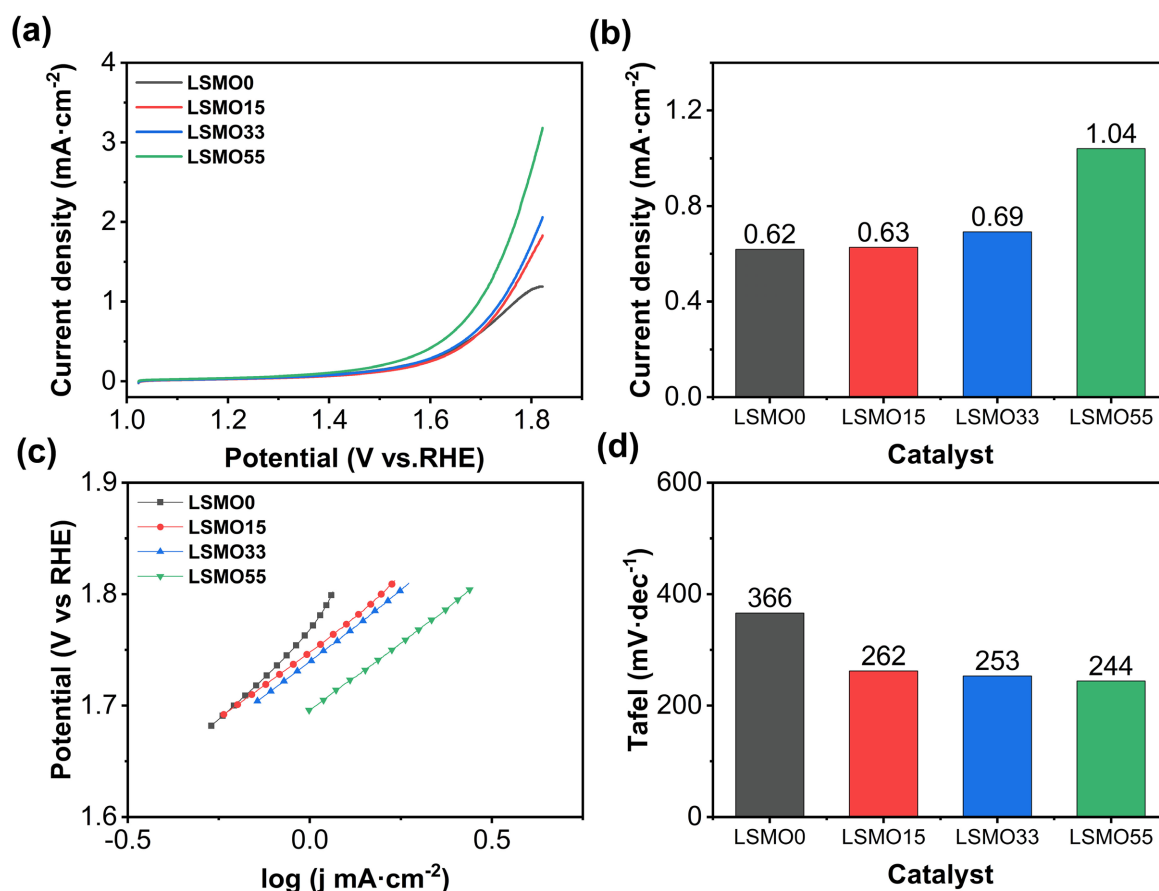 (a)
Current density (mA·cm⁻²)
4
3
2
1
0
LSMO0
LSMO15
LSMO33
LSMO55
1.0
1.2
1.4
1.6
1.8
Potential (V vs.RHE)
(b)
Current density (mA·cm⁻²)
1.2
0.9
0.6
0.4
0.0
0.62
0.63
0.69
1.04
LSMO0
LSMO15
LSMO33
LSMO55
Catalyst
(c)
Potential (V vs RHE)
1.9
1.8
1.7
1.6
LSMO0
LSMO15
LSMO33
LSMO55
-0.5
0.0
0.5
log (j mA·cm⁻²)
(d)
Tafel (mV·dec⁻¹)
600
400
200
0
366
262
253
244
LSMO0
LSMO15
LSMO33
LSMO55
Catalyst